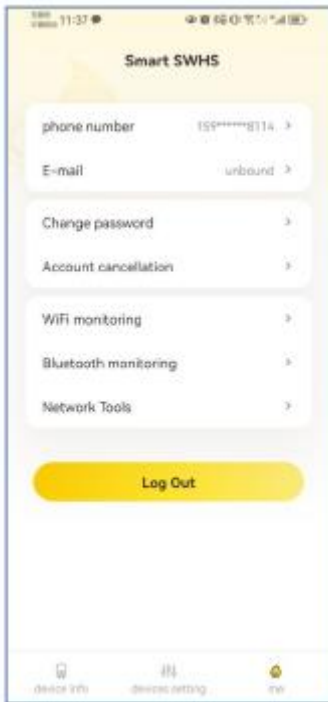 11:37
Smart SWHS
phone number 159******8114 >
E-mail unbound >
Change password >
Account cancellation >
WiFi monitoring >
Bluetooth monitoring >
Network Tools >
Log Out
device info devices setting me